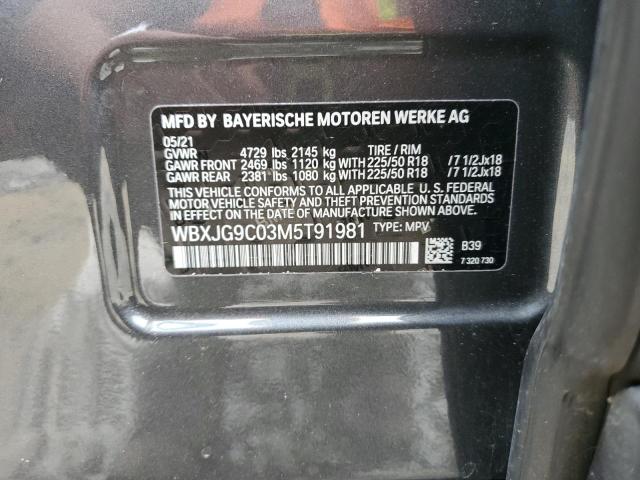 MFD BY BAYERISCHE MOTOREN WERKE AG
05/21
GVWR 4729 lbs 2145 kg TIRE / RIM
GAWR FRONT 2469 lbs 1120 kg WITH 225/50 R18 /7 1/2Jx18
GAWR REAR 2381 lbs 1080 kg WITH 225/50 R18 /7 1/2Jx18
THIS VEHICLE CONFORMS TO ALL APPLICABLE U. S. FEDERAL
MOTOR VEHICLE SAFETY AND THEFT PREVENTION STANDARDS
IN EFFECT ON THE DATE OF MANUFACTURE SHOWN ABOVE.
WBXJG9C03M5T91981 TYPE: MPV
B39
7 320 730